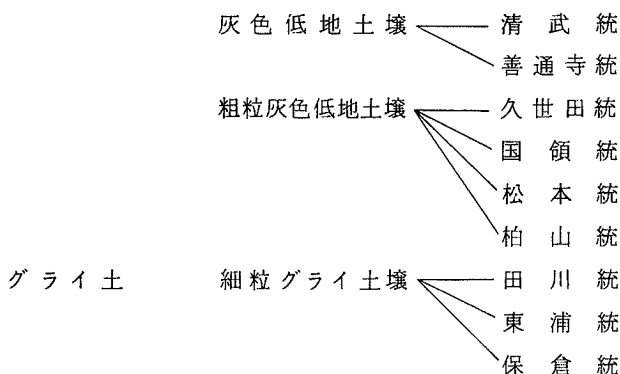 灰色低地土壌 清武統
善通寺統
粗粒灰色低地土壌 久世田統
国領統
松本統
柏山統
グライ土 細粒グライ土壌 田川統
東浦統
保倉統